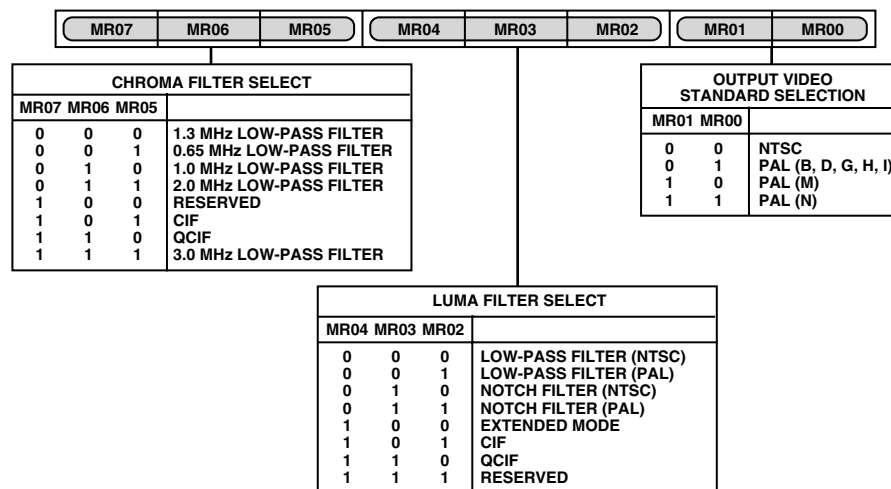 MR07 MR06 MR05 MR04 MR03 MR02 MR01 MR00
CHROMA FILTER SELECT
MR07 MR06 MR05
0 0 0 1.3 MHz LOW-PASS FILTER
0 0 1 0.65 MHz LOW-PASS FILTER
0 1 0 1.0 MHz LOW-PASS FILTER
0 1 1 2.0 MHz LOW-PASS FILTER
1 0 0 RESERVED
1 0 1 CIF
1 1 0 QCIF
1 1 1 3.0 MHz LOW-PASS FILTER
OUTPUT VIDEO
STANDARD SELECTION
MR01 MR00
0 0 NTSC
0 1 PAL (B, D, G, H, I)
1 0 PAL (M)
1 1 PAL (N)
LUMA FILTER SELECT
MR04 MR03 MR02
0 0 0 LOW-PASS FILTER (NTSC)
0 0 1 LOW-PASS FILTER (PAL)
0 1 0 NOTCH FILTER (NTSC)
0 1 1 NOTCH FILTER (PAL)
1 0 0 EXTENDED MODE
1 0 1 CIF
1 1 0 QCIF
1 1 1 RESERVED